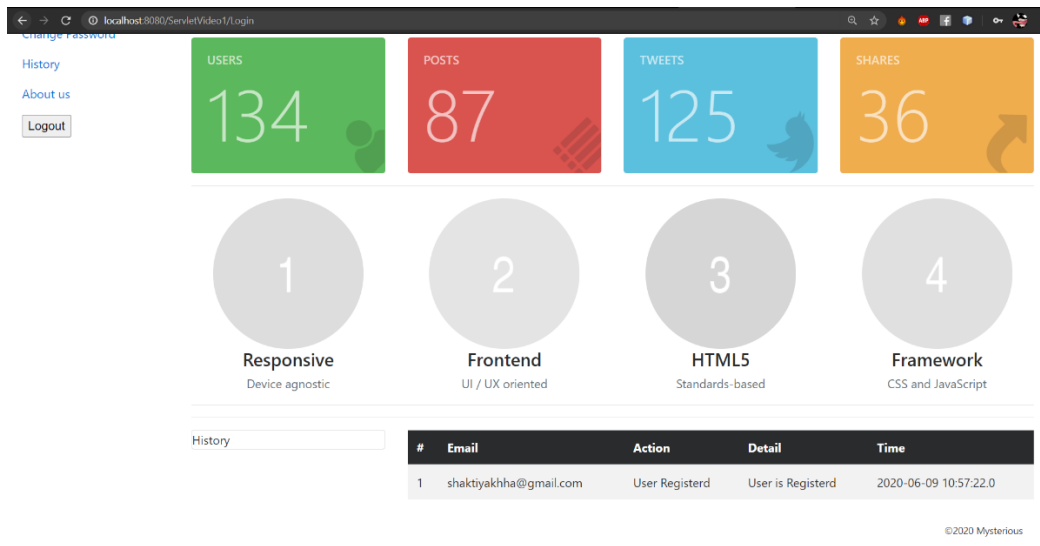 localhost:8080/ServletVideo1/Login
ABP
Change Password
History
About us
Logout
USERS
134
POSTS
87
TWEETS
125
SHARES
36
1
Responsive
Device agnostic
2
Frontend
UI / UX oriented
3
HTML5
Standards-based
4
Framework
CSS and JavaScript
History
# Email Action Detail Time
1 shaktiyakhha@gmail.com User Registerd User is Registerd 2020-06-09 10:57:22.0
©2020 Mysterious